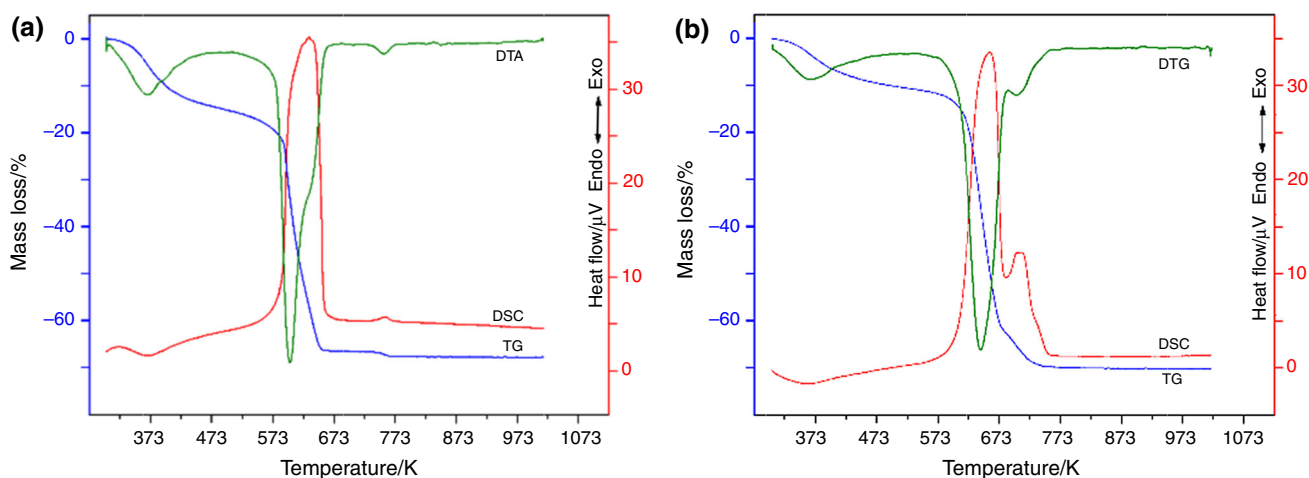 (a)
0
−20
−40
−60
Mass loss/%
DTA
DSC
TG
30
20
10
0
Heat flow/μV Endo ⟷ Exo
373 473 573 673 773 873 973 1073
Temperature/K
(b)
0
−20
−40
−60
Mass loss/%
DTG
DSC
TG
30
20
10
0
Heat flow/μV Endo ⟷ Exo
373 473 573 673 773 873 973 1073
Temperature/K